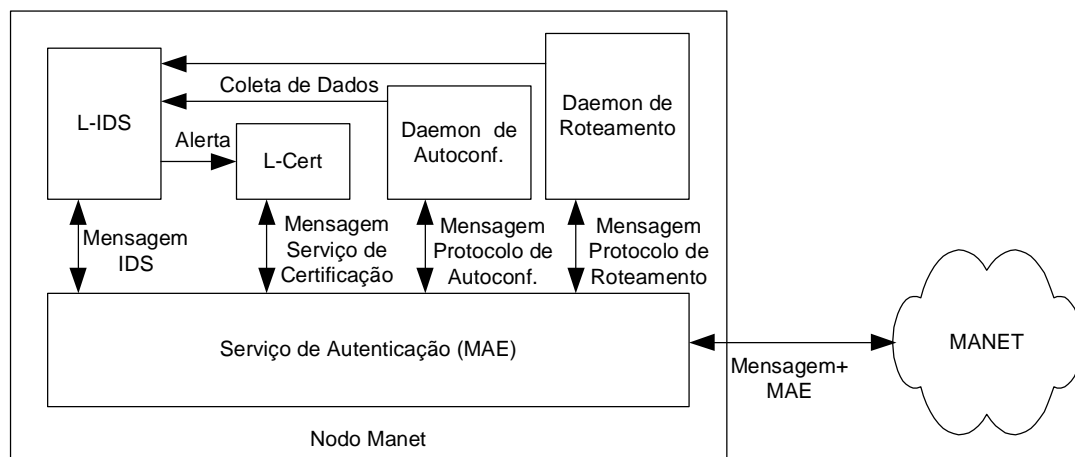 Coleta de Dados
L-IDS
Alerta
L-Cert
Daemon de
Autoconf.
Daemon de
Roteamento
Mensagem
IDS
Mensagem
Serviço de
Certificação
Mensagem
Protocolo de
Autoconf.
Mensagem
Protocolo de
Roteamento
Serviço de Autenticação (MAE)
Mensagem+
MAE
MANET
Nodo Manet